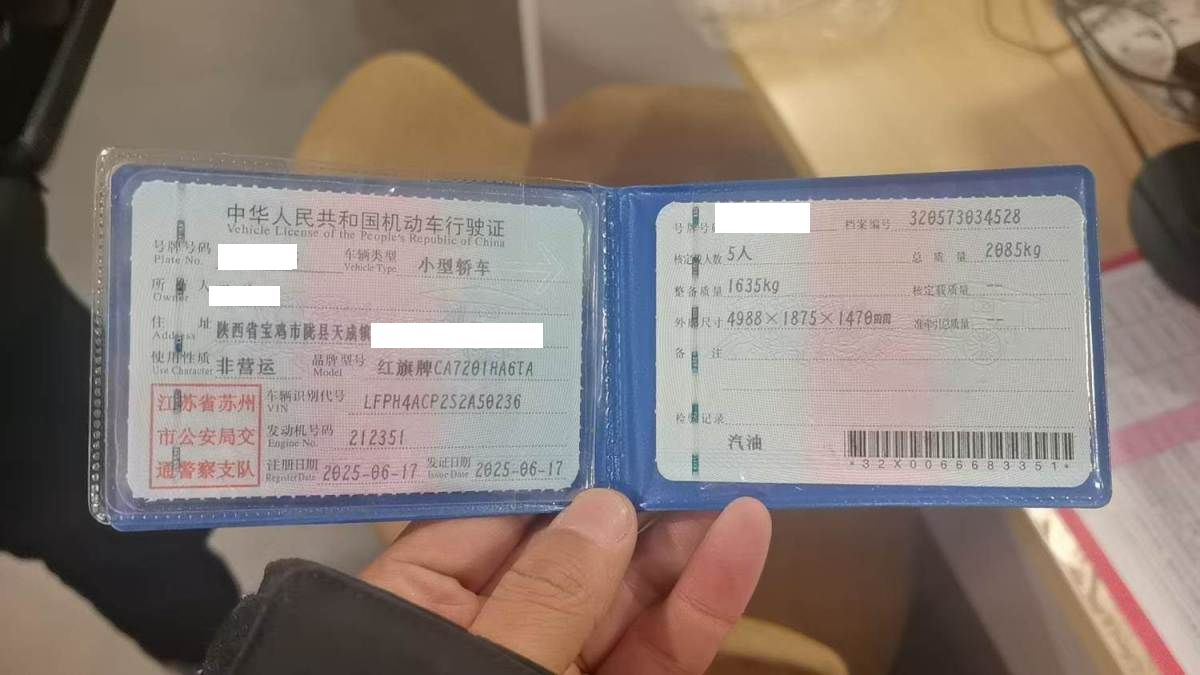 中华人民共和国机动车行驶证
Vehicle License of the People's Republic of China
号牌号码
Plate No.
车辆类型 小型轿车
Vehicle Type
所 人
Owner
住 址 陕西省宝鸡市陇县天成镇
Address
使用性质 非营运
Use Character
品牌型号 红旗牌CA7201HA6TA
Model
江苏省苏州
市公安局交
通警察支队
车辆识别代号 LFPH4ACP2S2A50236
VIN
发动机号码 212351
Engine No.
注册日期 2025-06-17
Register Date
发证日期 2025-06-17
Issue Date
号牌号 档案编号 320573034528
核定载人数 5人 总 质 量 2085kg
整备质量 1635kg 核定载质量 --
外廓尺寸 4988×1875×1470mm 准牵引总质量 --
备 注
检验记录
汽油
*32X0066683351*